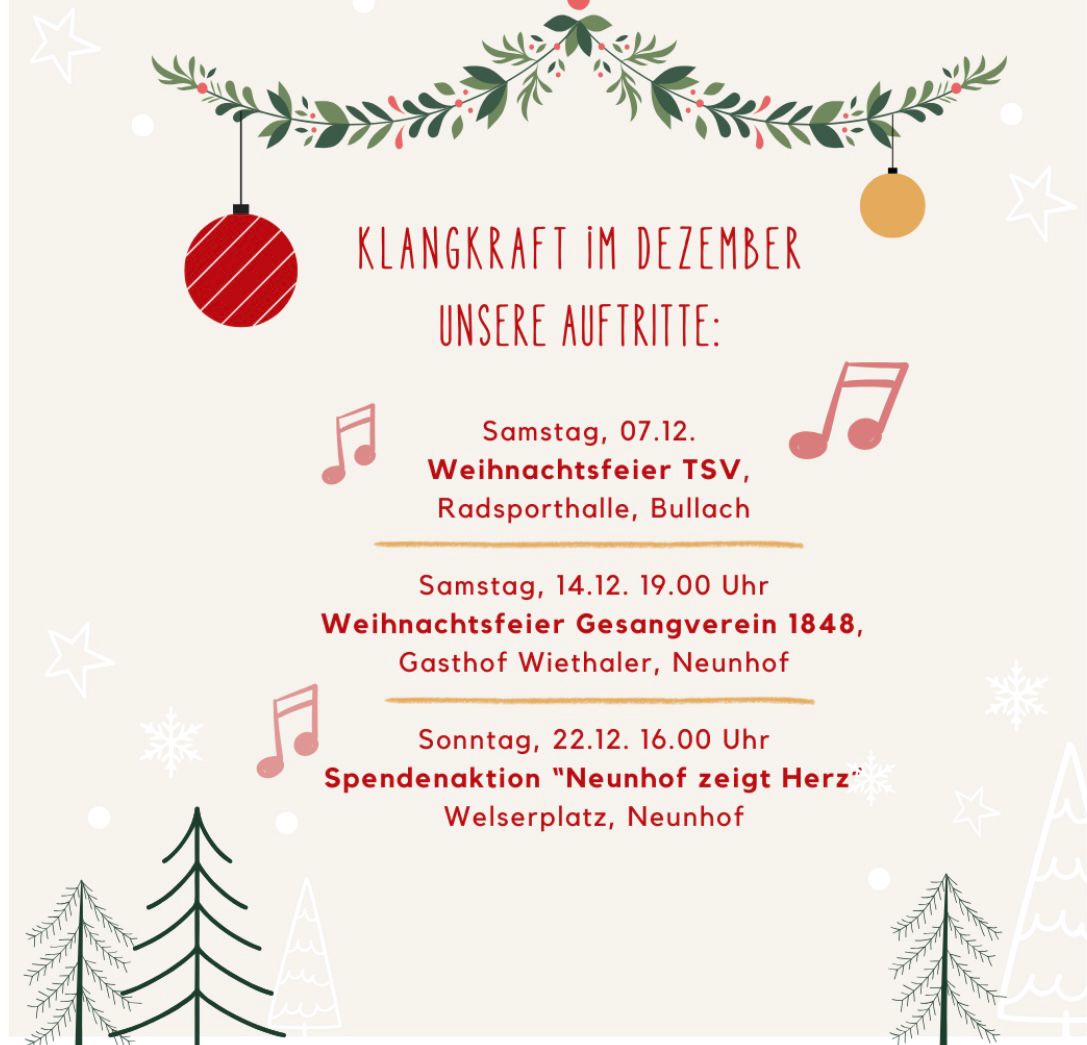 KLANGKRAFT iM DEZEMBER
UNSERE AUFTRITTE:
Samstag, 07.12.
Weihnachtsfeier TSV,
Radsporthalle, Bullach
Samstag, 14.12. 19.00 Uhr
Weihnachtsfeier Gesangverein 1848,
Gasthof Wiethaler, Neunhof
Sonntag, 22.12. 16.00 Uhr
Spendenaktion "Neunhof zeigt Herz"
Welserplatz, Neunhof